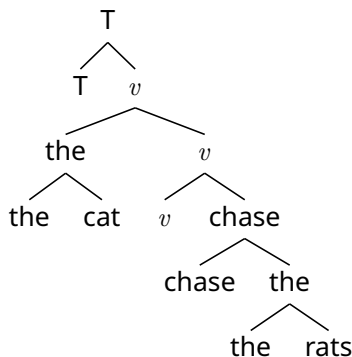 T
T v
the v
the cat v chase
chase the
the rats